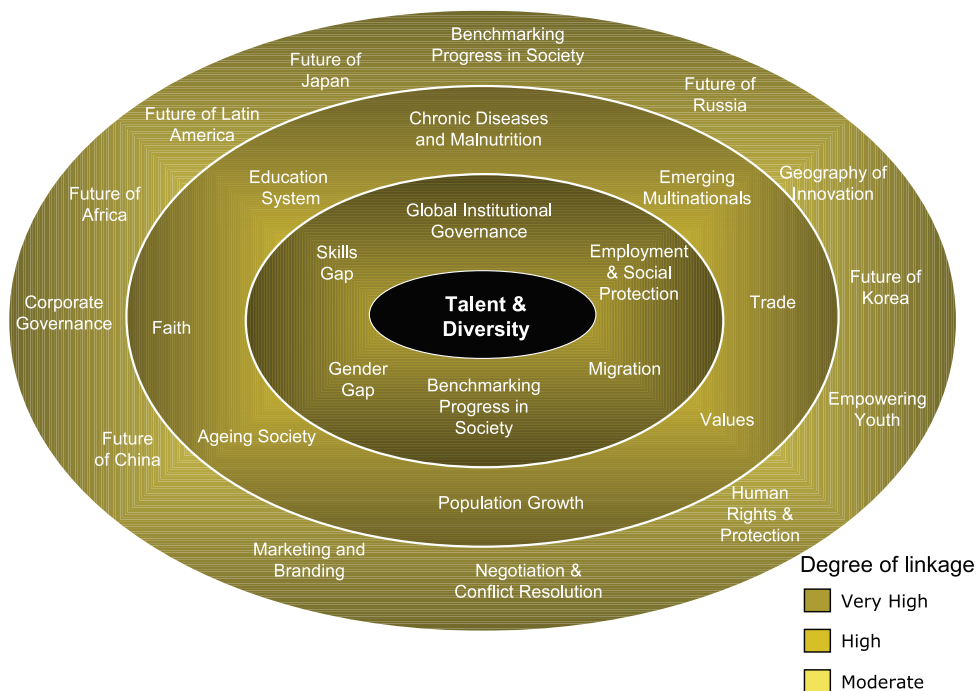 Benchmarking
Progress in Society
Future of
Japan
Future of
Russia
Future of Latin
America
Chronic Diseases
and Malnutrition
Education
System
Emerging
Multinationals
Geography of
Innovation
Future of
Africa
Global Institutional
Governance
Skills
Gap
Employment
& Social
Protection
Future of
Korea
Corporate
Governance
Faith
Talent &
Diversity
Trade
Gender
Gap
Migration
Benchmarking
Progress in
Society
Empowering
Youth
Future
of China
Ageing Society
Values
Population Growth
Human
Rights &
Protection
Marketing and
Branding
Negotiation &
Conflict Resolution
Degree of linkage
Very High
High
Moderate